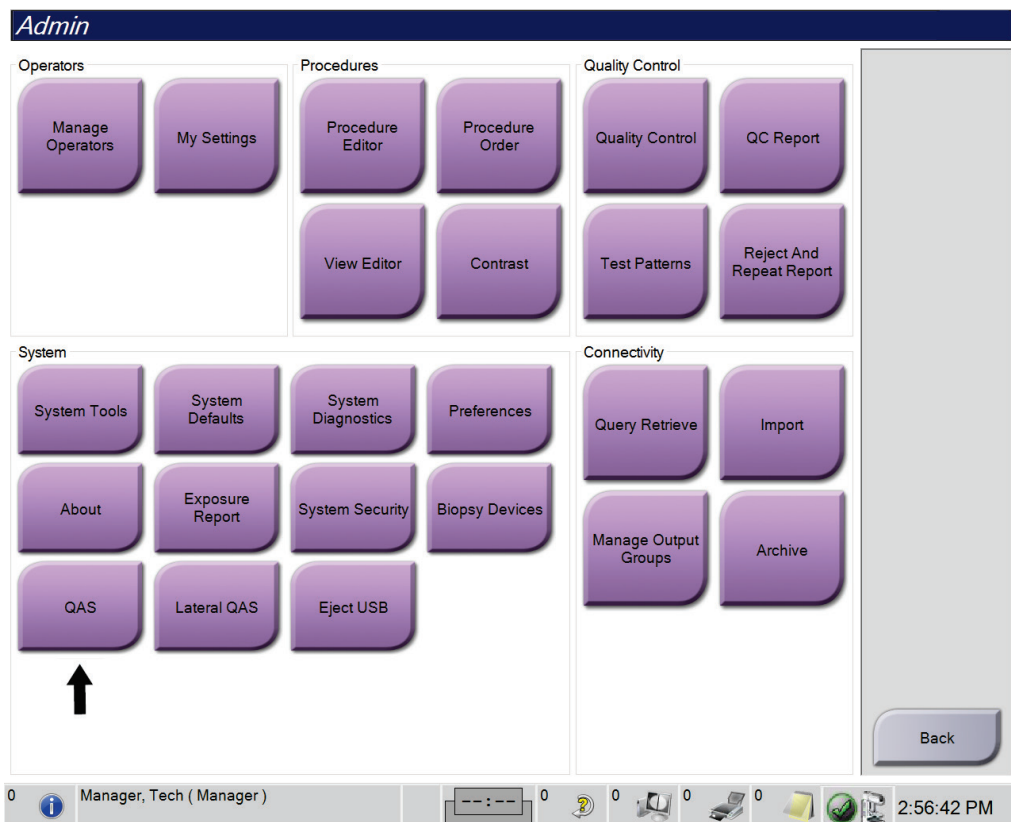 Admin
Operators
Manage
Operators
My Settings
Procedures
Procedure
Editor
Procedure
Order
View Editor
Contrast
Quality Control
Quality Control
QC Report
Test Patterns
Reject And
Repeat Report
System
System Tools
System
Defaults
System
Diagnostics
Preferences
About
Exposure
Report
System Security
Biopsy Devices
QAS
Lateral QAS
Eject USB
Connectivity
Query Retrieve
Import
Manage Output
Groups
Archive
Back
0
Manager, Tech ( Manager )
--:--
0
0
0
0
2:56:42 PM